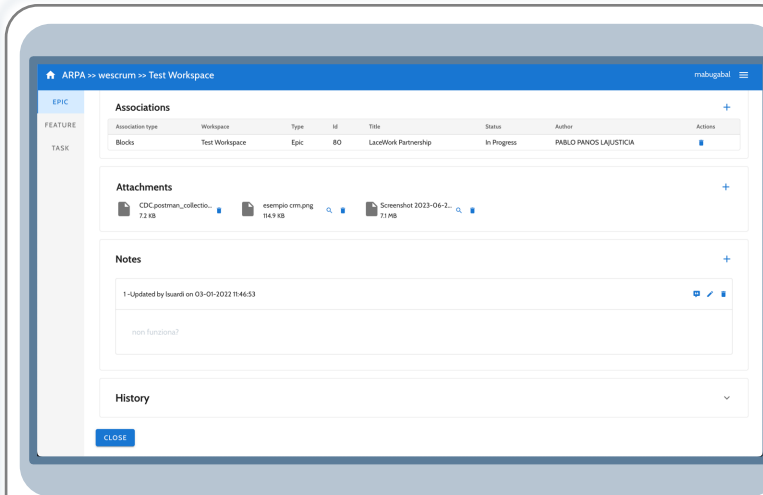 ARPA >> wescrum >> Test Workspace
mabugabal
EPIC
FEATURE
TASK
Associations
Association type Workspace Type Id Title Status Author Actions
Blocks Test Workspace Epic 80 LaceWork Partnership In Progress PABLO PANOS LAJUSTICIA
Attachments
CDC.postman_collectio... esempio crm.png Screenshot 2023-06-2...
7.2 KB 114.9 KB 7.1 MB
Notes
1 -Updated by lsuardi on 03-01-2022 11:46:53
non funziona?
History
CLOSE